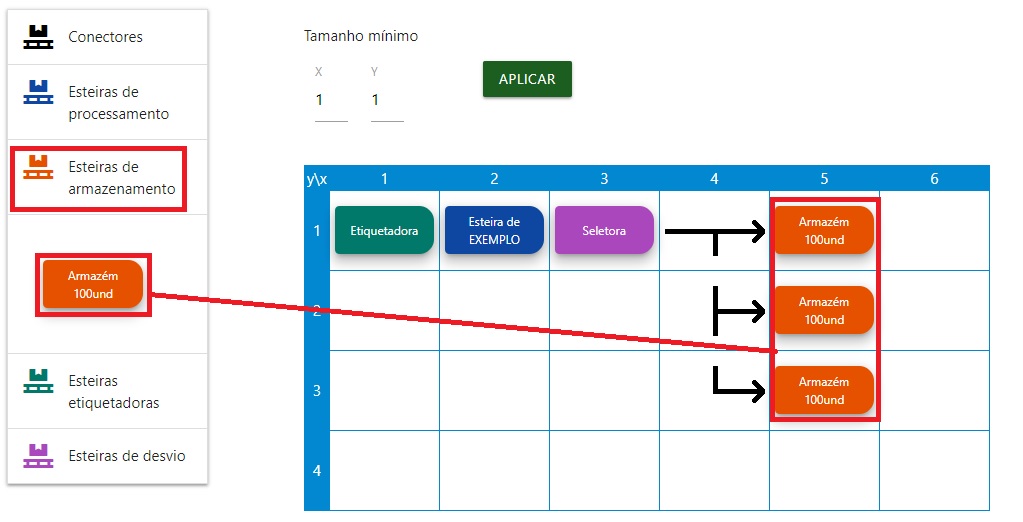 Conectores
Esteiras de
processamento
Esteiras de
armazenamento
Armazém
100und
Esteiras
etiquetadoras
Esteiras de desvio
Tamanho mínimo
X Y
1 1
APLICAR
y\x 1 2 3 4 5 6
1 Etiquetadora Esteira de
EXEMPLO Seletora Armazém
100und
2 Armazém
100und
3 Armazém
100und
4